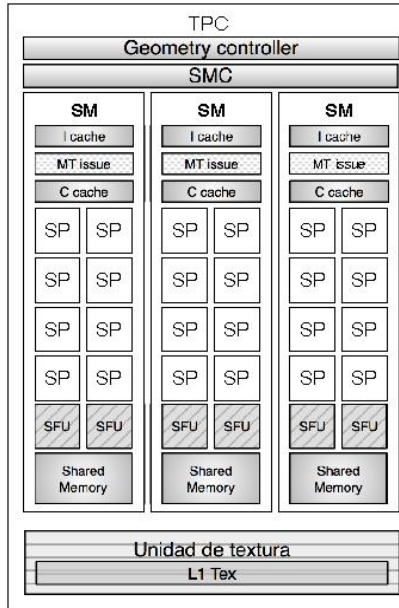 TPC
Geometry controller
SMC
SM SM SM
I cache I cache I cache
MT issue MT issue MT issue
C cache C cache C cache
SP SP SP SP SP SP
SP SP SP SP SP SP
SP SP SP SP SP SP
SP SP SP SP SP SP
SFU SFU SFU SFU SFU SFU
Shared Shared Shared
Memory Memory Memory
Unidad de textura
L1 Tex